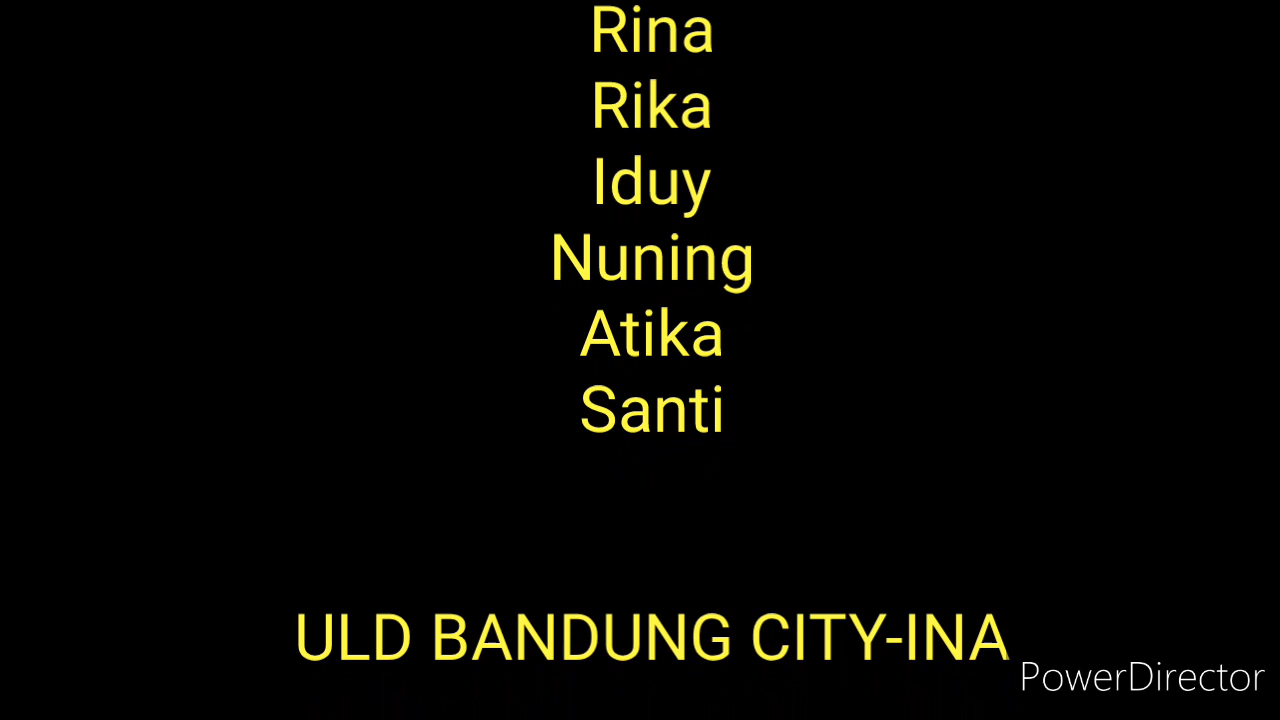 Rina
Rika
Iduy
Nuning
Atika
Santi
ULD BANDUNG CITY-INA
PowerDirector